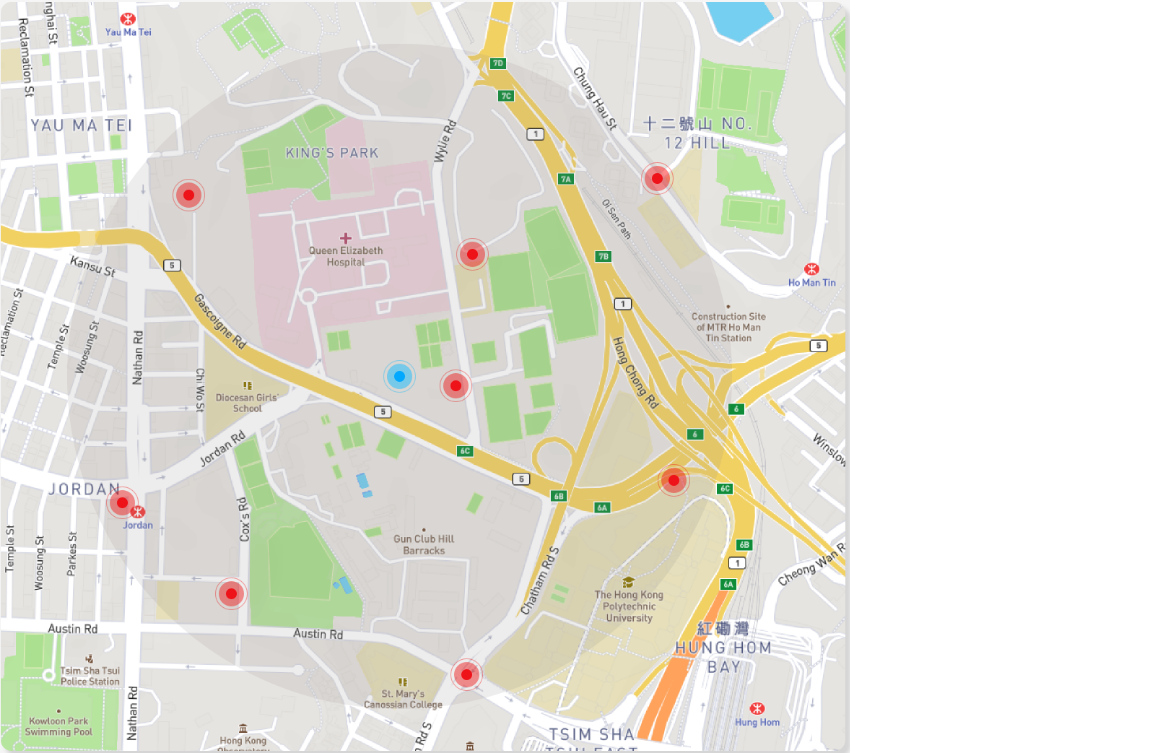 Reclamation St
nghai St
Yau Ma Tei
7D
7C
Chung Hau St
YAU MA TEI
十二號山 NO.
12 HILL
1
Wylie Rd
KING'S PARK
7A
Oi Sen Path
Queen Elizabeth
Hospital
7B
Kansu St
5
Ho Man Tin
Gascoigne Rd
1
Construction Site
of MTR Ho Man
Tin Station
Reclamation St
Temple St
Woosung St
Nathan Rd
5
Hong Chong Rd
Chi Wo St
Diocesan Girls'
School
5
6
6
Jordan Rd
6C
Winslow
5
6B
6A
6C
JORDAN
Jordan
Cox's Rd
Temple St
Woosung St
Parkes St
Gun Club Hill
Barracks
6B
1
Cheong Wan R
6A
Chatham Rd S
The Hong Kong
Polytechnic
University
Austin Rd
Austin Rd
紅磡灣
HUNG HOM
BAY
Tsim Sha Tsui
Police Station
St. Mary's
Canossian College
Nathan Rd
Kowloon Park
Swimming Pool
Hung Hom
Hong Kong
Observatory
n Rd S
TSIM SHA
TSUI EAST